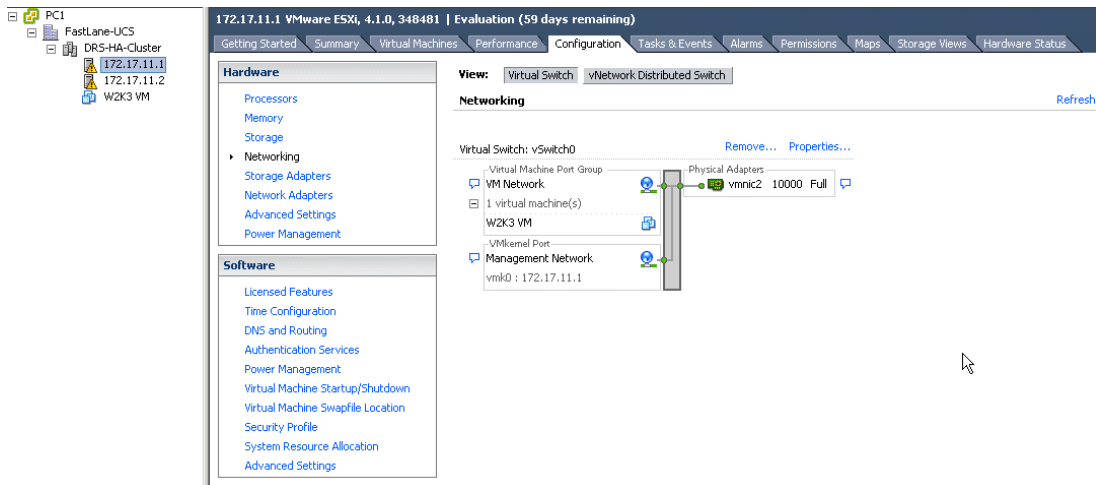 PC1
FastLane-UCS
DRS-HA-Cluster
172.17.11.1
172.17.11.2
W2K3 VM
172.17.11.1 VMware ESXi, 4.1.0, 348481 | Evaluation (59 days remaining)
Getting Started Summary Virtual Machines Performance Configuration Tasks & Events Alarms Permissions Maps Storage Views Hardware Status
Hardware
Processors
Memory
Storage
Networking
Storage Adapters
Network Adapters
Advanced Settings
Power Management
Software
Licensed Features
Time Configuration
DNS and Routing
Authentication Services
Power Management
Virtual Machine Startup/Shutdown
Virtual Machine Swapfile Location
Security Profile
System Resource Allocation
Advanced Settings
View: Virtual Switch vNetwork Distributed Switch
Networking Refresh
Virtual Switch: vSwitch0 Remove... Properties...
Virtual Machine Port Group Physical Adapters
VM Network vmnic2 10000 Full
1 virtual machine(s)
W2K3 VM
VMkernel Port
Management Network
vmk0 : 172.17.11.1